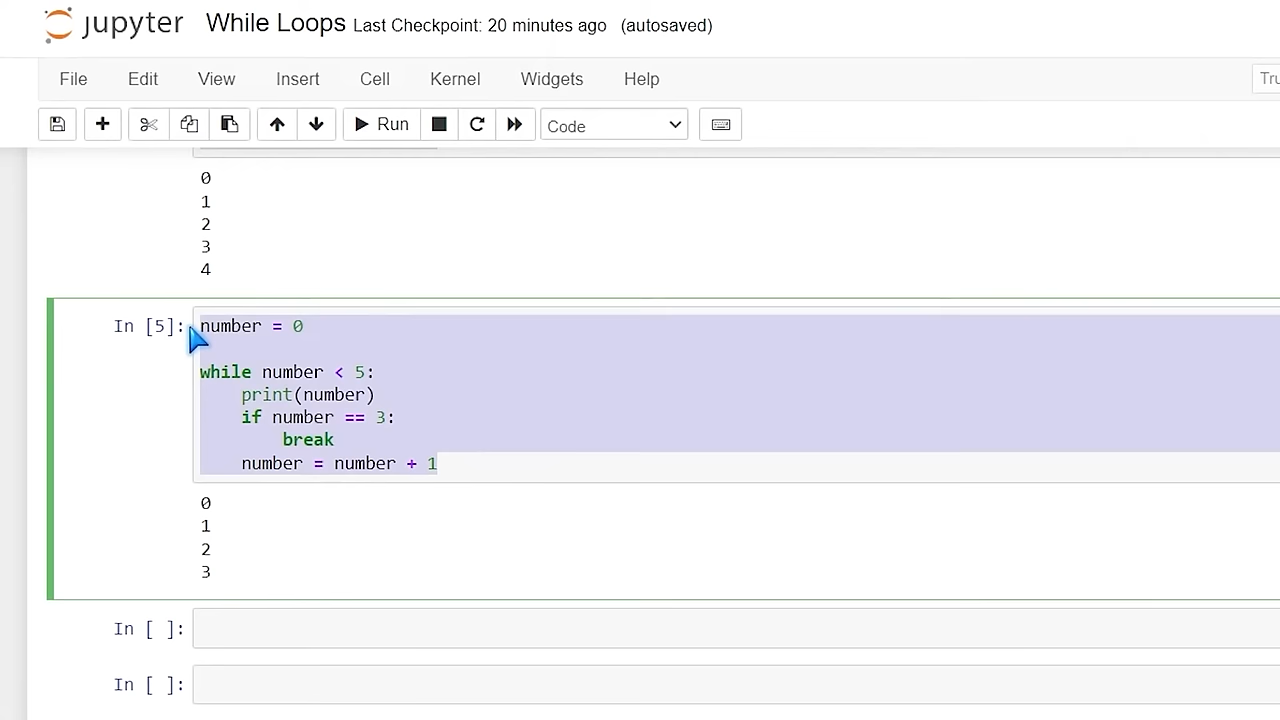 jupyter While Loops Last Checkpoint: 20 minutes ago (autosaved)
File Edit View Insert Cell Kernel Widgets Help
Run Code
0
1
2
3
4
In [5]: number = 0
while number < 5:
    print(number)
    if number == 3:
        break
    number = number + 1
0
1
2
3
In [ ]:
In [ ]: